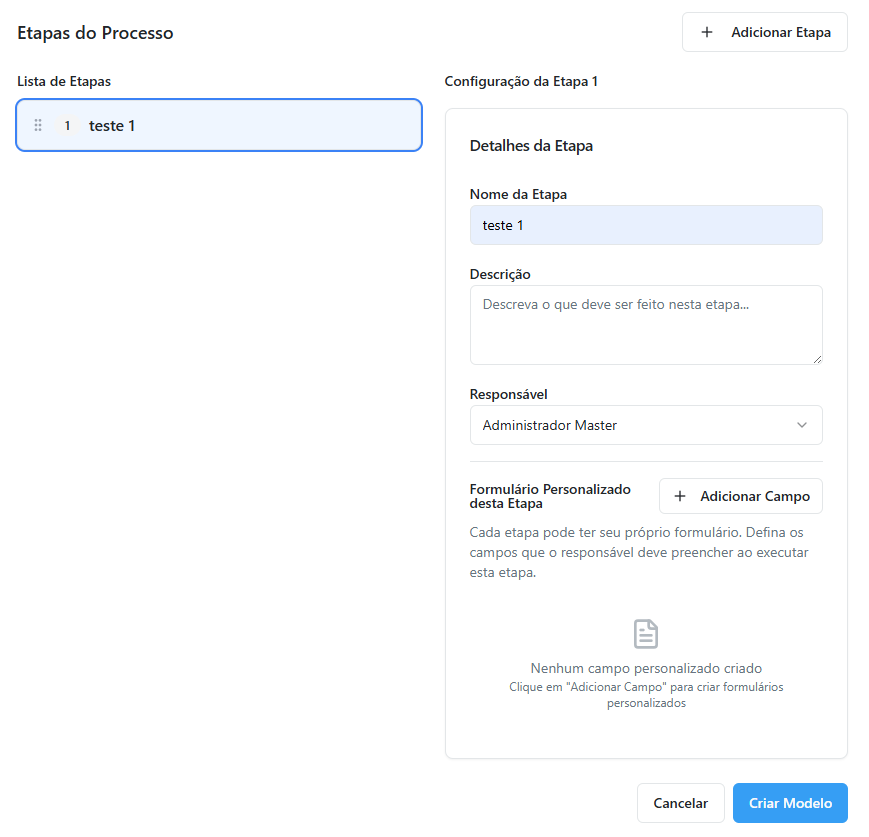 Etapas do Processo
Adicionar Etapa
Lista de Etapas
1 teste 1
Configuração da Etapa 1
Detalhes da Etapa
Nome da Etapa
teste 1
Descrição
Descreva o que deve ser feito nesta etapa...
Responsável
Administrador Master
Formulário Personalizado
desta Etapa
Adicionar Campo
Cada etapa pode ter seu próprio formulário. Defina os
campos que o responsável deve preencher ao executar
esta etapa.
Nenhum campo personalizado criado
Clique em "Adicionar Campo" para criar formulários
personalizados
Cancelar
Criar Modelo